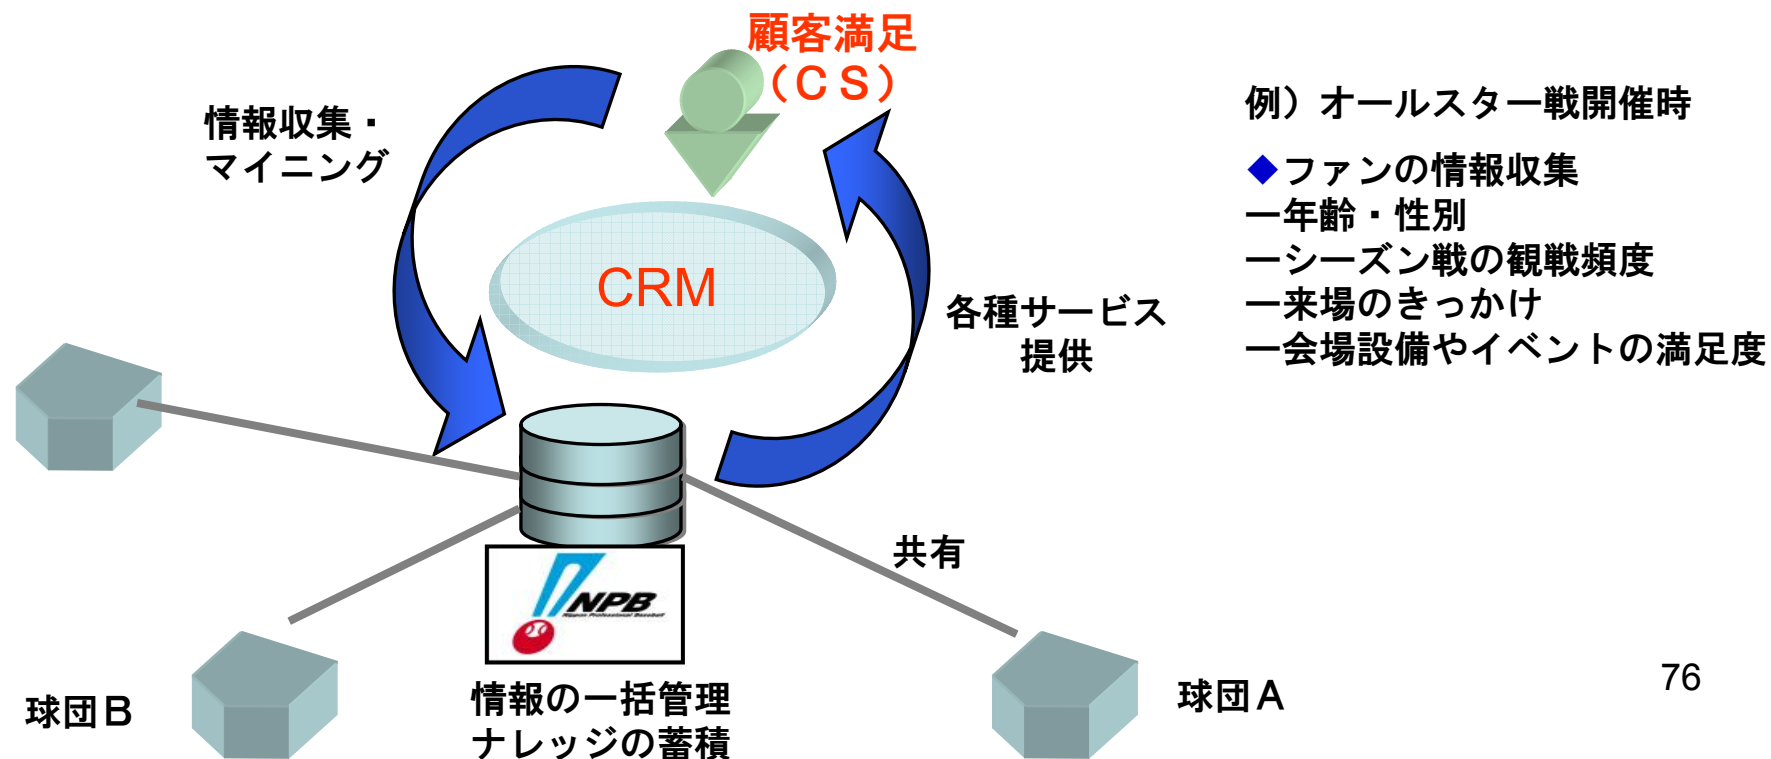 顧客満足
（ＣＳ）
情報収集・
マイニング
CRM
各種サービス
提供
例）オールスター戦開催時
◆ファンの情報収集
ー年齢・性別
ーシーズン戦の観戦頻度
ー来場のきっかけ
ー会場設備やイベントの満足度
共有
NPB
Nippon Professional Baseball
球団Ｂ
情報の一括管理
ナレッジの蓄積
球団Ａ
76